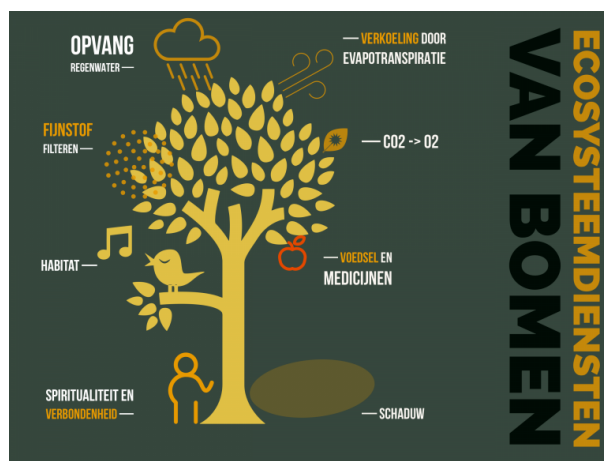 OPVANG
REGENWATER —
— VERKOELING DOOR
EVAPOTRANSPIRATIE
FIJNSTOF
FILTEREN —
— CO2 -> O2
HABITAT —
— VOEDSEL EN
MEDICIJNEN
SPIRITUALITEIT EN
VERBONDENHEID —
— SCHADUW
ECOSYSTEEMDIENSTEN
VAN BOMEN